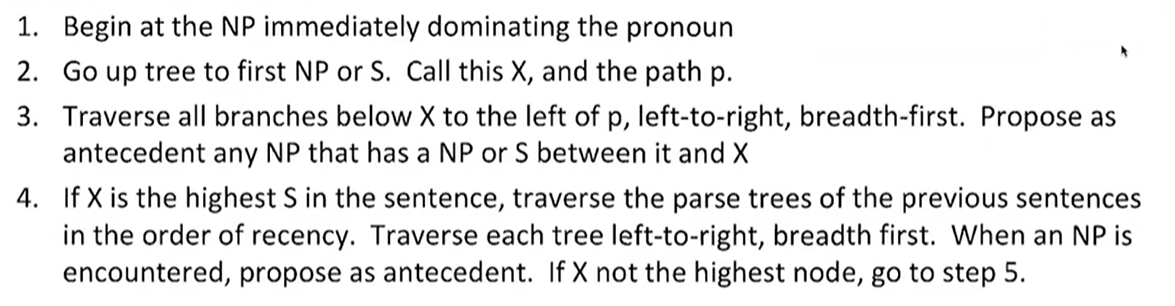 1. Begin at the NP immediately dominating the pronoun
2. Go up tree to first NP or S. Call this X, and the path p.
3. Traverse all branches below X to the left of p, left-to-right, breadth-first. Propose as
antecedent any NP that has a NP or S between it and X
4. If X is the highest S in the sentence, traverse the parse trees of the previous sentences
in the order of recency. Traverse each tree left-to-right, breadth first. When an NP is
encountered, propose as antecedent. If X not the highest node, go to step 5.